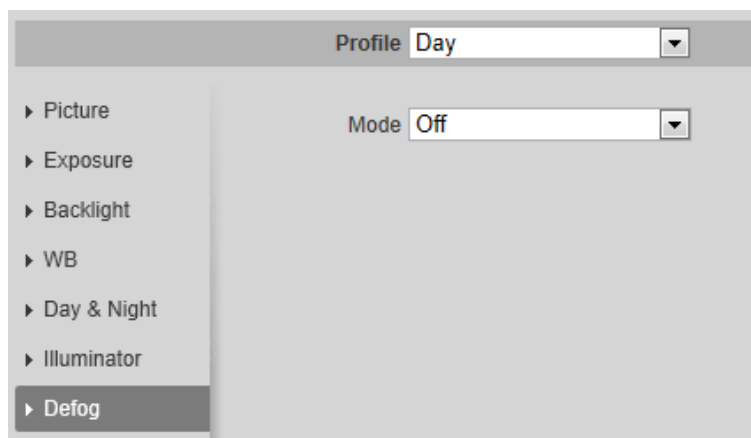 Profile Day
Picture
Mode Off
Exposure
Backlight
WB
Day & Night
Illuminator
Defog